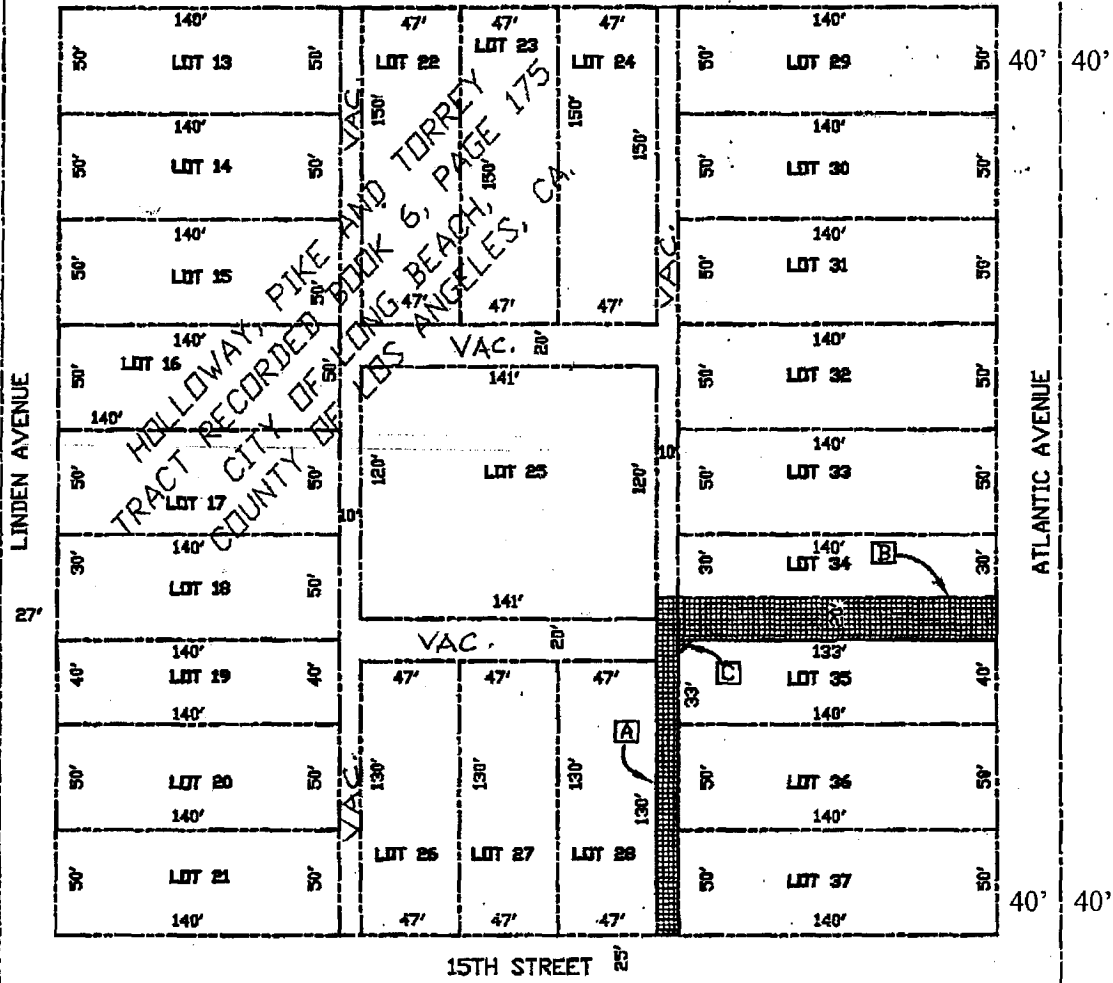 140' 47' 47' 47' 140'
50' LOT 13 50' LOT 22 LOT 23 LOT 24 50' LOT 29 50' 40' 40'
VAC. 150' 150' 150' 150'
140' 140'
50' LOT 14 50' 50' LOT 30 50'
140' 140'
50' LOT 15 50' VAC. 50' LOT 31 50'
47' 47' 47'
HOLLOWAY, PIKE AND TORREY
TRACT RECORDED BOOK 6, PAGE 175
CITY OF LONG BEACH,
COUNTY OF LOS ANGELES, CA.
140' VAC. 20' 140'
50' LOT 16 50' 141' 50' LOT 32 50'
LINDEN AVENUE
ATLANTIC AVENUE
140' 10' 140'
50' LOT 17 50' 120' LOT 25 120' 50' LOT 33 50'
10'
140' 140' B
30' LOT 18 50' 30' LOT 34 30'
27' 141'
VAC. 20'
140' 133'
40' LOT 19 40' 47' 47' 47' C LOT 35 40'
33'
140' A 140'
50' LOT 20 50' VAC. 130' 130' 130' 130' 50' LOT 36 50'
140' 140'
50' LOT 21 50' LOT 26 LOT 27 LOT 28 50' LOT 37 50' 40' 40'
140' 47' 47' 47' 140'
15TH STREET 25'